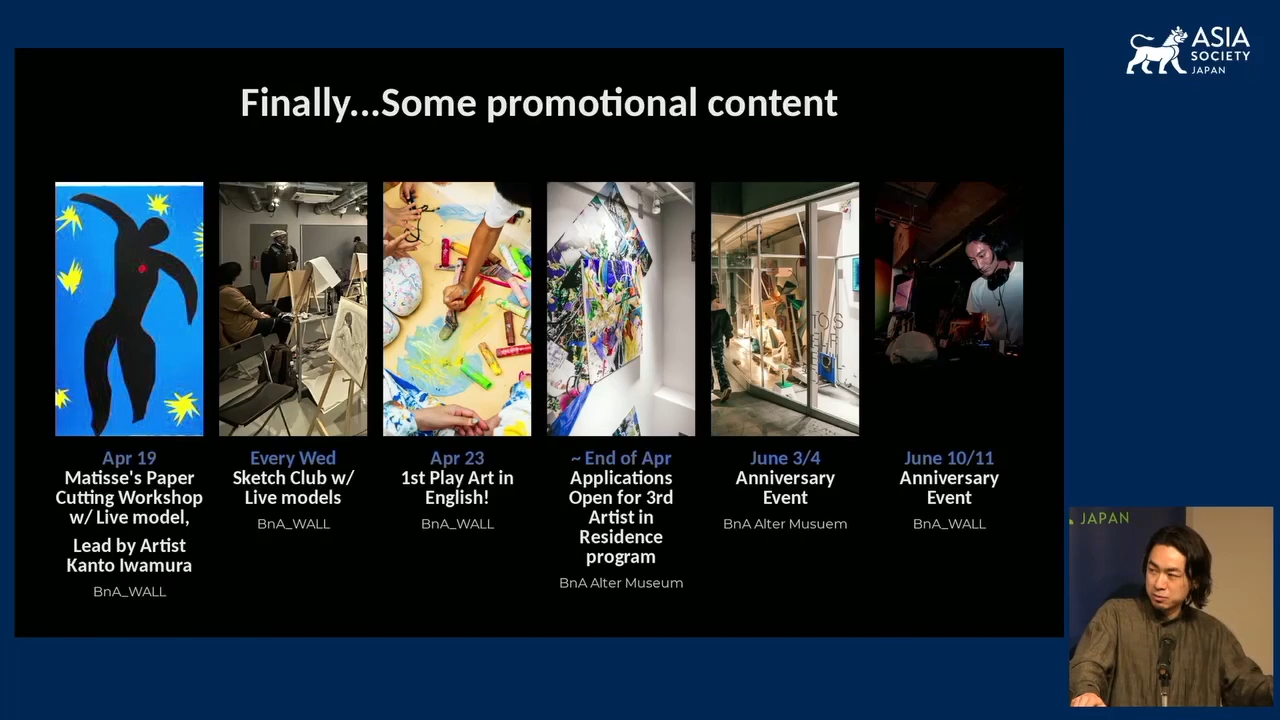 ASIA
SOCIETY
JAPAN
Finally...Some promotional content
Apr 19
Matisse's Paper
Cutting Workshop
w/ Live model,
Lead by Artist
Kanto Iwamura
BnA_WALL
Every Wed
Sketch Club w/
Live models
BnA_WALL
Apr 23
1st Play Art in
English!
BnA_WALL
~ End of Apr
Applications
Open for 3rd
Artist in
Residence
program
BnA Alter Museum
June 3/4
Anniversary
Event
BnA Alter Musuem
June 10/11
Anniversary
Event
BnA_WALL
JAPAN